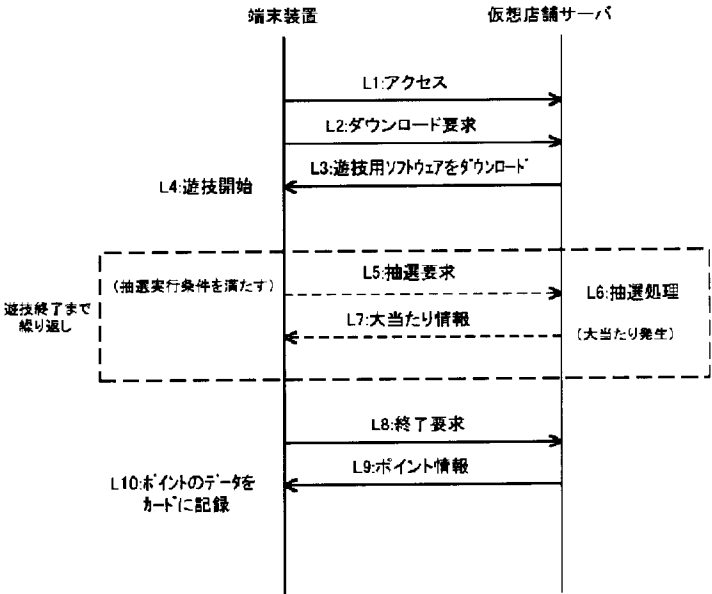 端末装置
仮想店舗サーバ
L1:アクセス
L2:ダウンロード要求
L3:遊技用ソフトウェアをダウンロード
L4:遊技開始
L5:抽選要求
(抽選実行条件を満たす)
L6:抽選処理
遊技終了まで
繰り返し
L7:大当たり情報
(大当たり発生)
L8:終了要求
L9:ポイント情報
L10:ポイントのデータを
カードに記録